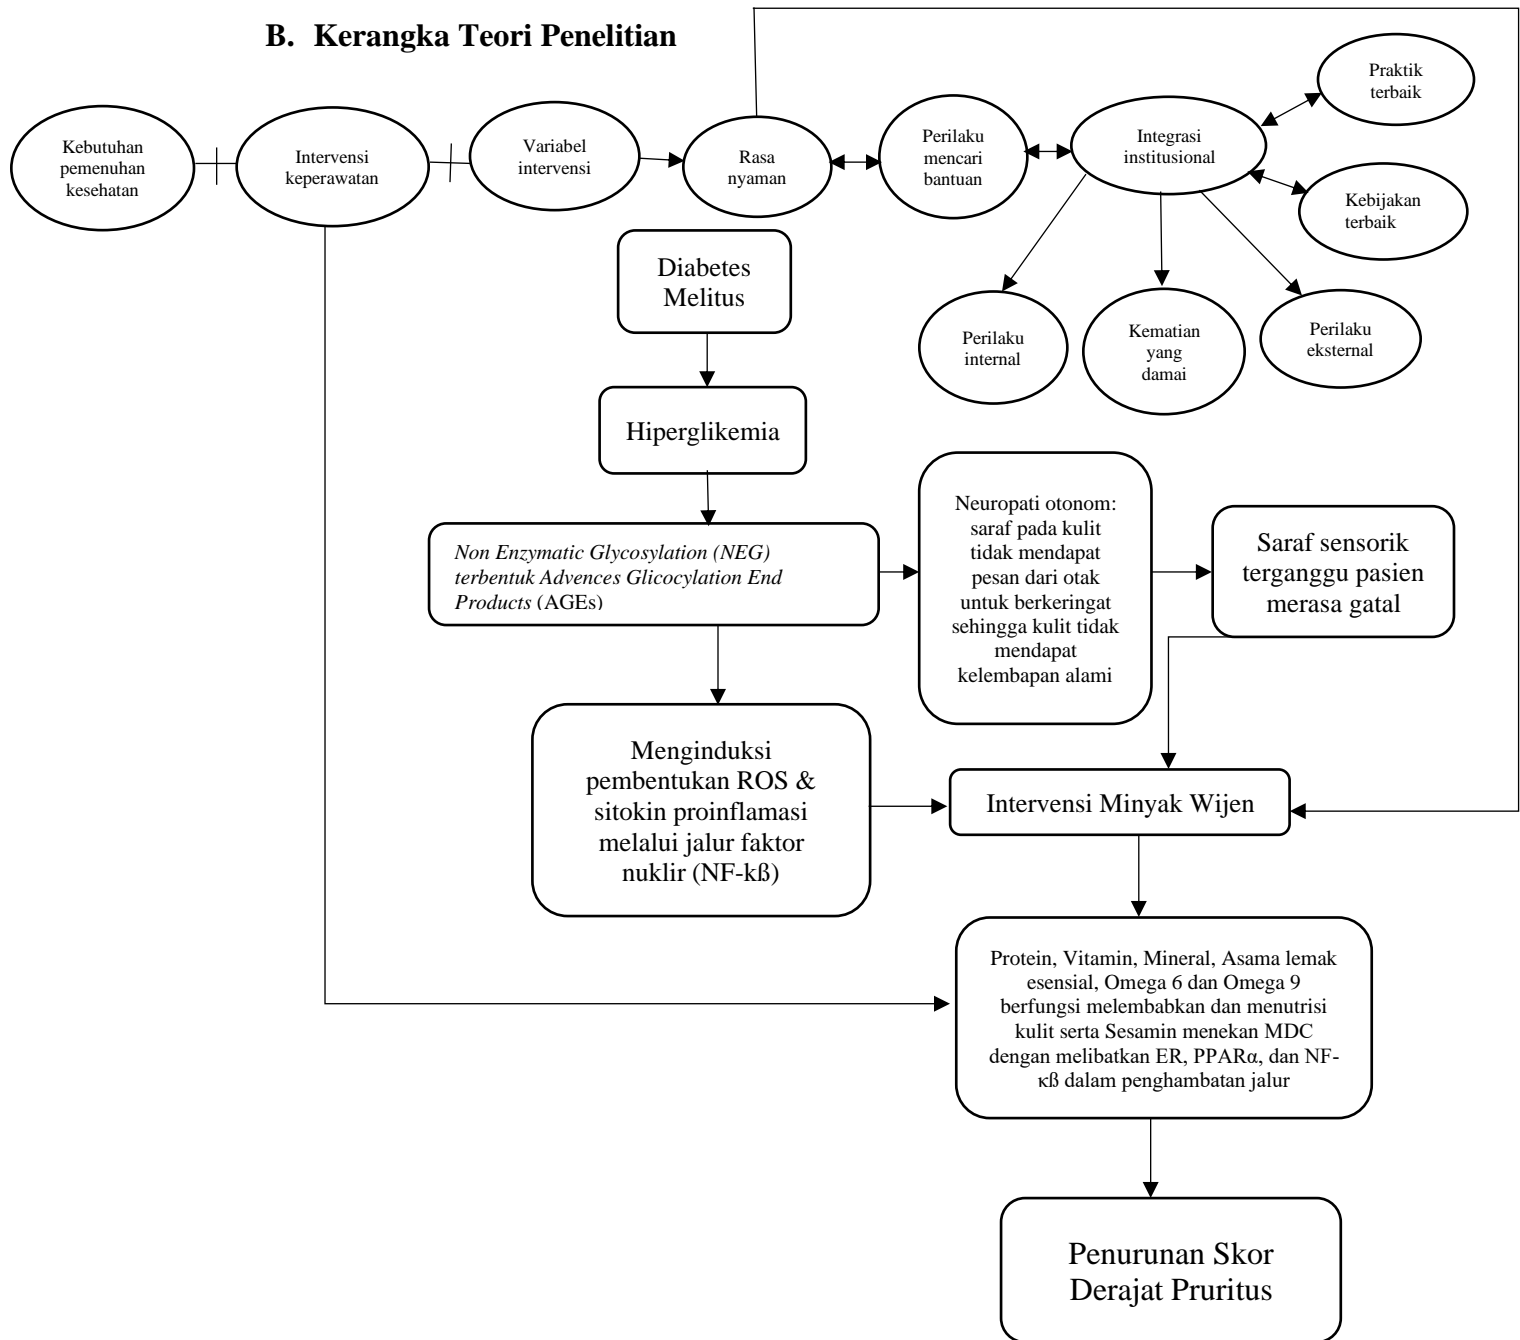 B. Kerangka Teori Penelitian
Kebutuhan
pemenuhan
kesehatan
Intervensi
keperawatan
Variabel
intervensi
Rasa
nyaman
Perilaku
mencari
bantuan
Integrasi
institusional
Praktik
terbaik
Kebijakan
terbaik
Perilaku
internal
Kematian
yang
damai
Perilaku
eksternal
Diabetes
Melitus
Hiperglikemia
Non Enzymatic Glycosylation (NEG)
terbentuk Advences Glicocylation End
Products (AGEs)
Neuropati otonom:
saraf pada kulit
tidak mendapat
pesan dari otak
untuk berkeringat
sehingga kulit tidak
mendapat
kelembapan alami
Saraf sensorik
terganggu pasien
merasa gatal
Menginduksi
pembentukan ROS &
sitokin proinflamasi
melalui jalur faktor
nuklir (NF-kß)
Intervensi Minyak Wijen
Protein, Vitamin, Mineral, Asama lemak
esensial, Omega 6 dan Omega 9
berfungsi melembabkan dan menutrisi
kulit serta Sesamin menekan MDC
dengan melibatkan ER, PPARα, dan NF-
κß dalam penghambatan jalur
Penurunan Skor
Derajat Pruritus